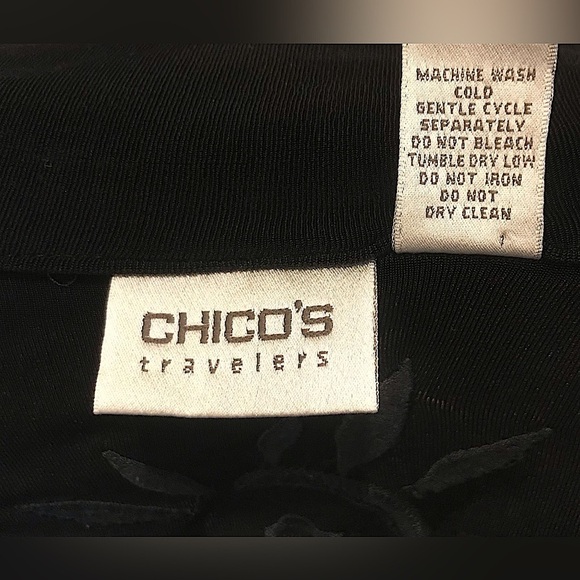 MACHINE WASH
COLD
GENTLE CYCLE
SEPARATELY
DO NOT BLEACH
TUMBLE DRY LOW
DO NOT IRON
DO NOT
DRY CLEAN
1
CHICO'S
travelers